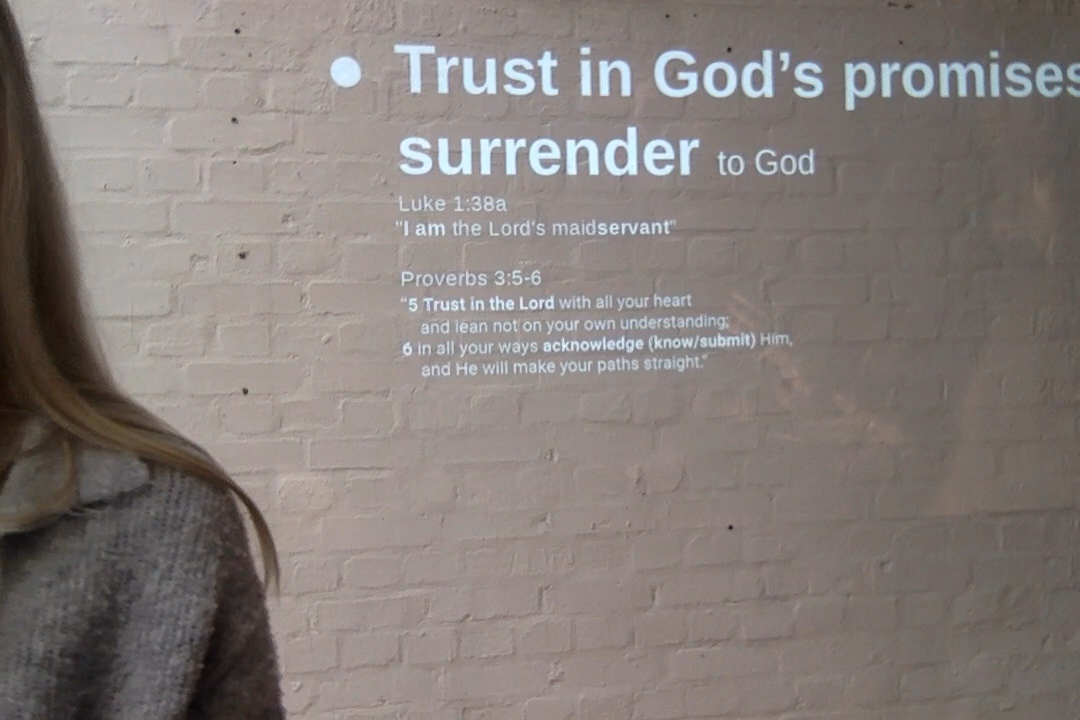 • Trust in God's promises
surrender to God
Luke 1:38a
"I am the Lord's maidservant"
Proverbs 3:5-6
"5 Trust in the Lord with all your heart
and lean not on your own understanding;
6 in all your ways acknowledge (know/submit) Him,
and He will make your paths straight."